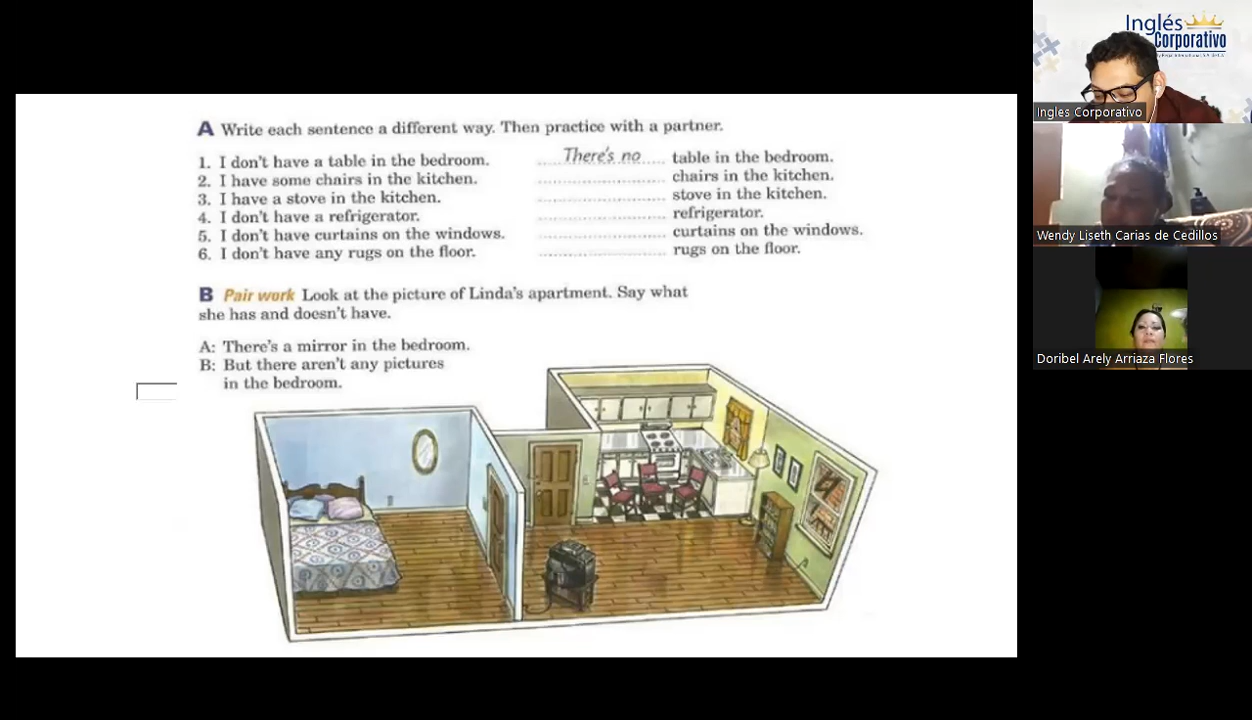 A Write each sentence a different way. Then practice with a partner.
1. I don't have a table in the bedroom. There's no table in the bedroom.
2. I have some chairs in the kitchen. chairs in the kitchen.
3. I have a stove in the kitchen. stove in the kitchen.
4. I don't have a refrigerator. refrigerator.
5. I don't have curtains on the windows. curtains on the windows.
6. I don't have any rugs on the floor. rugs on the floor.
B Pair work Look at the picture of Linda's apartment. Say what
she has and doesn't have.
A: There's a mirror in the bedroom.
B: But there aren't any pictures
in the bedroom.
Inglés
Corporativo
Ingles Corporativo
Wendy Liseth Carias de Cedillos
Doribel Arely Arriaza Flores